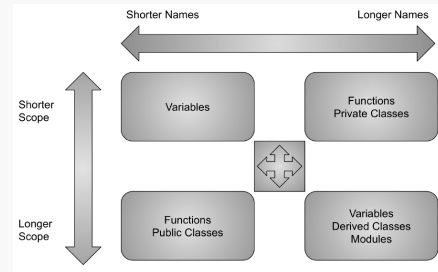 Shorter Names
Longer Names
Shorter
Scope
Variables
Functions
Private Classes
Longer
Scope
Functions
Public Classes
Variables
Derived Classes
Modules